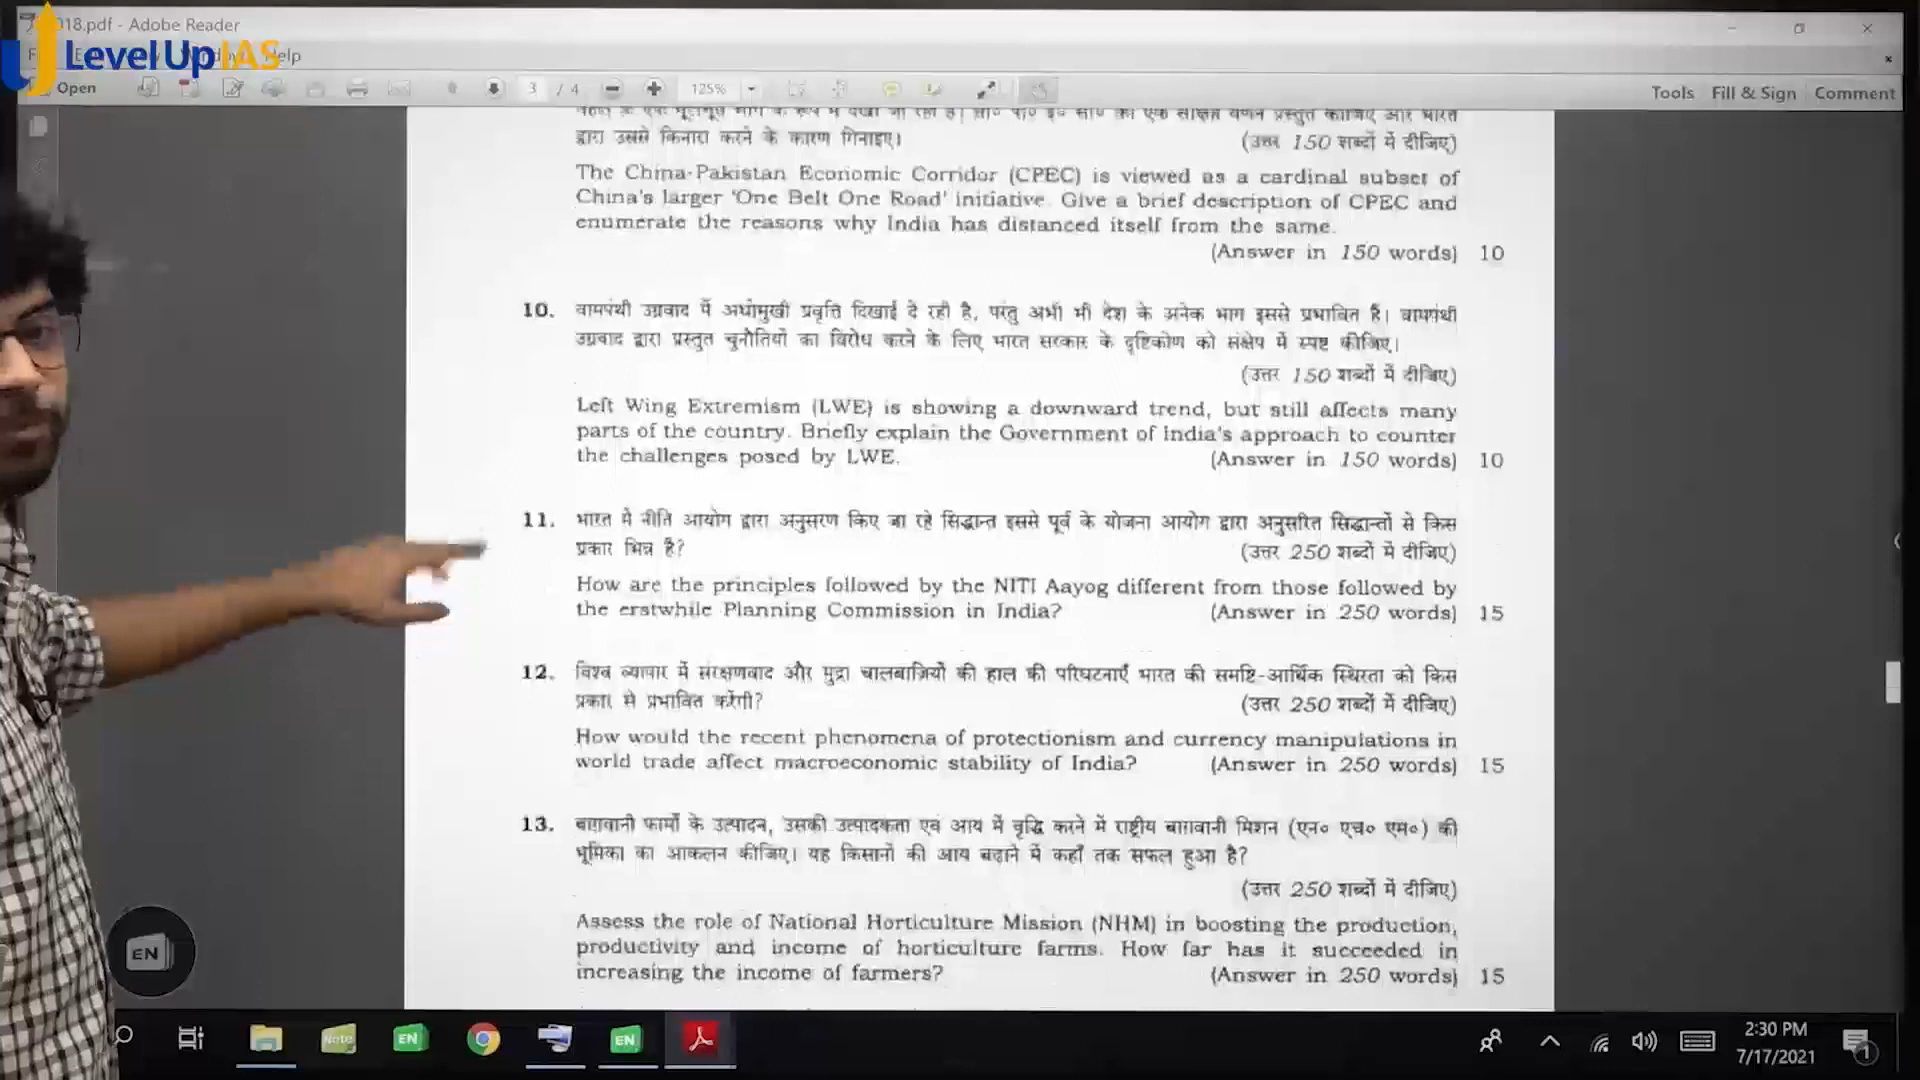 018.pdf - Adobe Reader
LevelUp IAS
Help
Open
3 / 4
125%
Tools Fill & Sign Comment
द्वारा उससे किनारा करने के कारण गिनाइए।
(उत्तर 150 शब्दों में दीजिए)
The China-Pakistan Economic Corridor (CPEC) is viewed as a cardinal subset of
China's larger 'One Belt One Road' initiative. Give a brief description of CPEC and
enumerate the reasons why India has distanced itself from the same.
(Answer in 150 words) 10
10. वामपंथी उग्रवाद में अधोमुखी प्रवृत्ति दिखाई दे रही है, परंतु अभी भी देश के अनेक भाग इससे प्रभावित हैं। वामपंथी
उग्रवाद द्वारा प्रस्तुत चुनौतियों का विरोध करने के लिए भारत सरकार के दृष्टिकोण को संक्षेप में स्पष्ट कीजिए।
(उत्तर 150 शब्दों में दीजिए)
Left Wing Extremism (LWE) is showing a downward trend, but still affects many
parts of the country. Briefly explain the Government of India's approach to counter
the challenges posed by LWE. (Answer in 150 words) 10
11. भारत में नीति आयोग द्वारा अनुसरण किए जा रहे सिद्धान्त इससे पूर्व के योजना आयोग द्वारा अनुसरित सिद्धान्तों से किस
प्रकार भिन्न है? (उत्तर 250 शब्दों में दीजिए)
How are the principles followed by the NITI Aayog different from those followed by
the erstwhile Planning Commission in India? (Answer in 250 words) 15
12. विश्व व्यापार में संरक्षणवाद और मुद्रा चालबाज़ियों की हाल की परिघटनाएँ भारत की समष्टि-आर्थिक स्थिरता को किस
प्रकार से प्रभावित करेंगी? (उत्तर 250 शब्दों में दीजिए)
How would the recent phenomena of protectionism and currency manipulations in
world trade affect macroeconomic stability of India? (Answer in 250 words) 15
13. बाग़वानी फार्मों के उत्पादन, उसकी उत्पादकता एवं आय में वृद्धि करने में राष्ट्रीय बाग़वानी मिशन (एन० एच० एम०) की
भूमिका का आकलन कीजिए। यह किसानों की आय बढ़ाने में कहाँ तक सफल हुआ है?
(उत्तर 250 शब्दों में दीजिए)
Assess the role of National Horticulture Mission (NHM) in boosting the production,
productivity and income of horticulture farms. How far has it succeeded in
increasing the income of farmers? (Answer in 250 words) 15
EN
Note
EN
EN
2:30 PM
7/17/2021
1